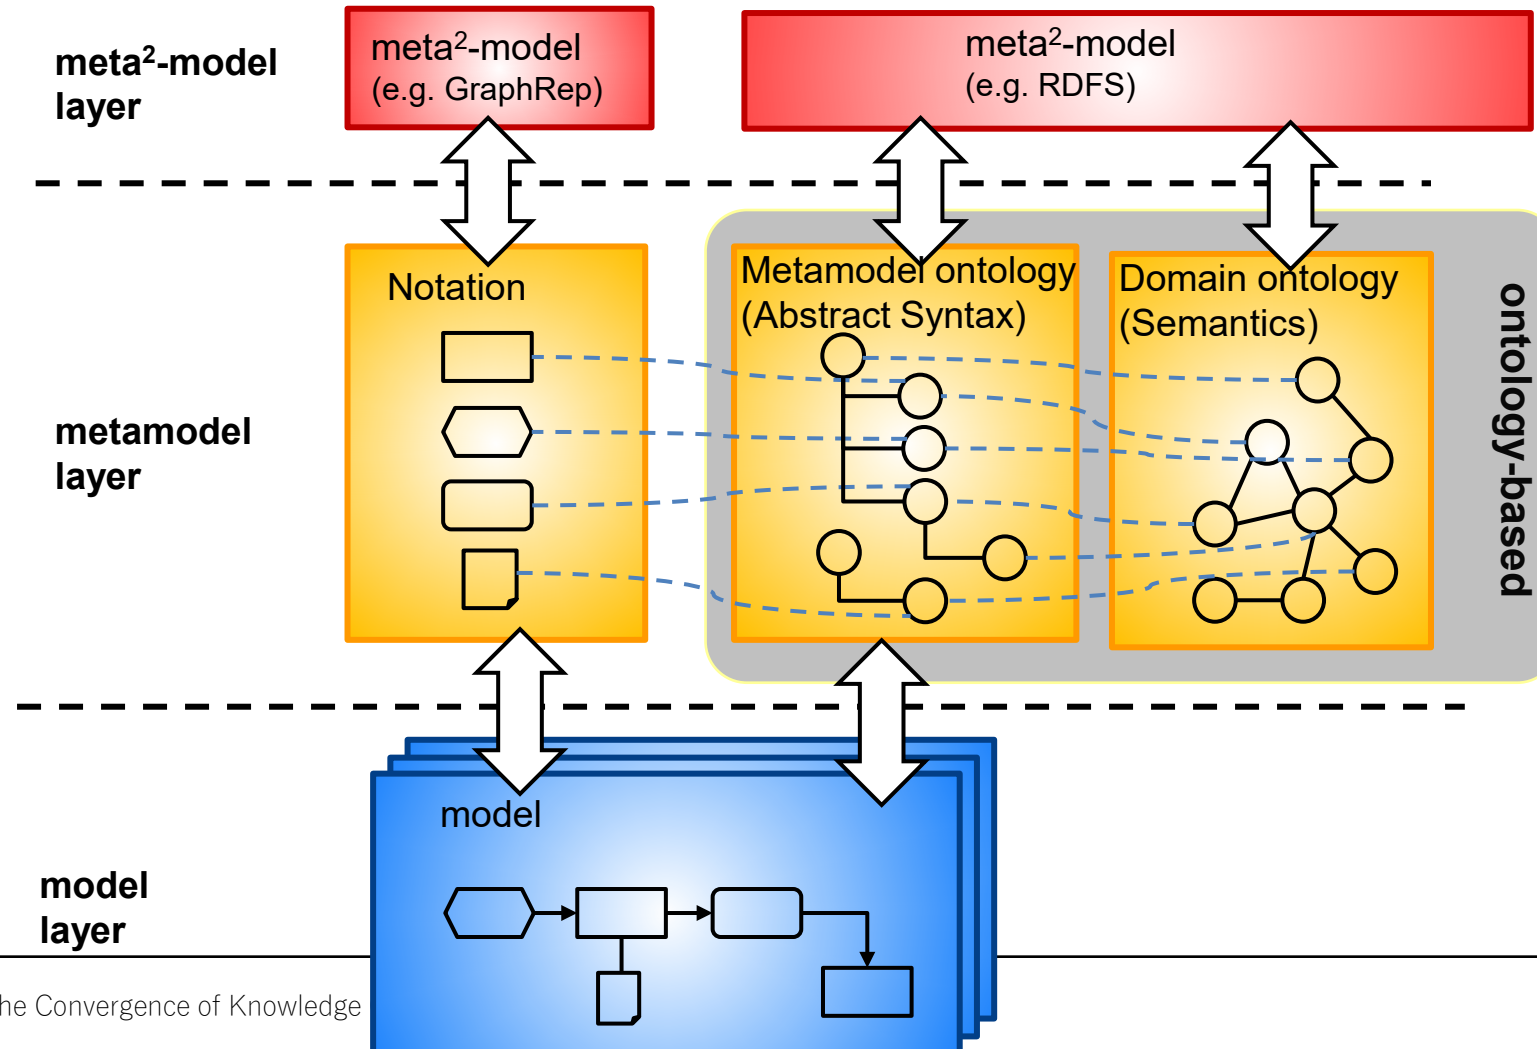 meta²-model
layer
meta²-model
(e.g. GraphRep)
meta²-model
(e.g. RDFS)
metamodel
layer
Notation
Metamodel ontology
(Abstract Syntax)
Domain ontology
(Semantics)
ontology-based
model
layer
model
he Convergence of Knowledge